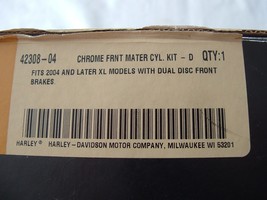 42308-04 CHROME FRNT MATER CYL. KIT - D QTY:1
FITS 2004 AND LATER XL MODELS WITH DUAL DISC FRONT
BRAKES
HARLEY® HARLEY-DAVIDSON MOTOR COMPANY, MILWAUKEE WI 53201